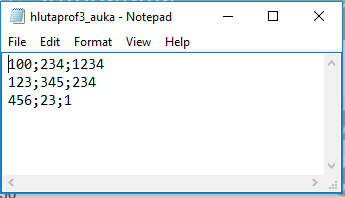 hlutaprof3_auka - Notepad
File Edit Format View Help
100;234;1234
123;345;234
456;23;1